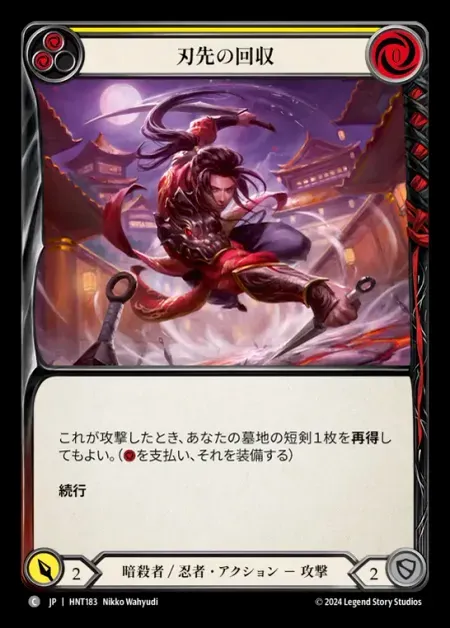 0
刃先の回収
これが攻撃したとき、あなたの墓地の短剣1枚を再得し
てもよい。(を支払い、それを装備する)
続行
2
暗殺者 / 忍者・アクション － 攻撃
2
C JP | HNT183 Nikko Wahyudi
© 2024 Legend Story Studios